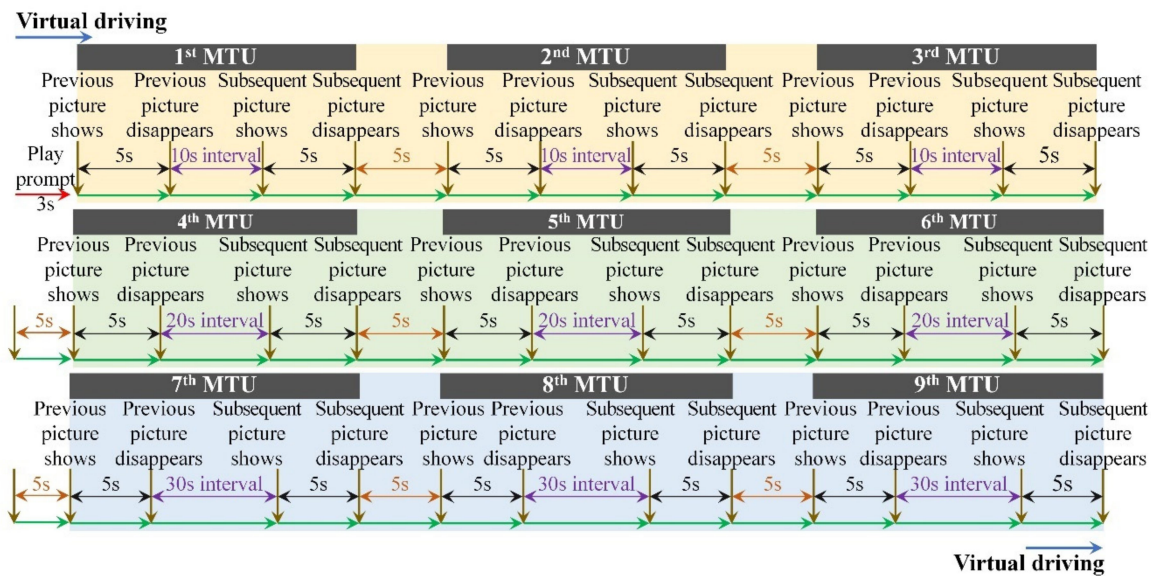 Virtual driving
1st MTU 2nd MTU 3rd MTU
Previous Previous Subsequent Subsequent Previous Previous Subsequent Subsequent Previous Previous Subsequent Subsequent
picture picture picture picture picture picture picture picture picture picture picture picture
shows disappears shows disappears shows disappears shows disappears shows disappears shows disappears
Play 5s 10s interval 5s 5s 5s 10s interval 5s 5s 5s 10s interval 5s
prompt
3s
4th MTU 5th MTU 6th MTU
Previous Previous Subsequent Subsequent Previous Previous Subsequent Subsequent Previous Previous Subsequent Subsequent
picture picture picture picture picture picture picture picture picture picture picture picture
shows disappears shows disappears shows disappears shows disappears shows disappears shows disappears
5s 5s 20s interval 5s 5s 5s 20s interval 5s 5s 5s 20s interval 5s
7th MTU 8th MTU 9th MTU
Previous Previous Subsequent Subsequent Previous Previous Subsequent Subsequent Previous Previous Subsequent Subsequent
picture picture picture picture picture picture picture picture picture picture picture picture
shows disappears shows disappears shows disappears shows disappears shows disappears shows disappears
5s 5s 30s interval 5s 5s 5s 30s interval 5s 5s 5s 30s interval 5s
Virtual driving